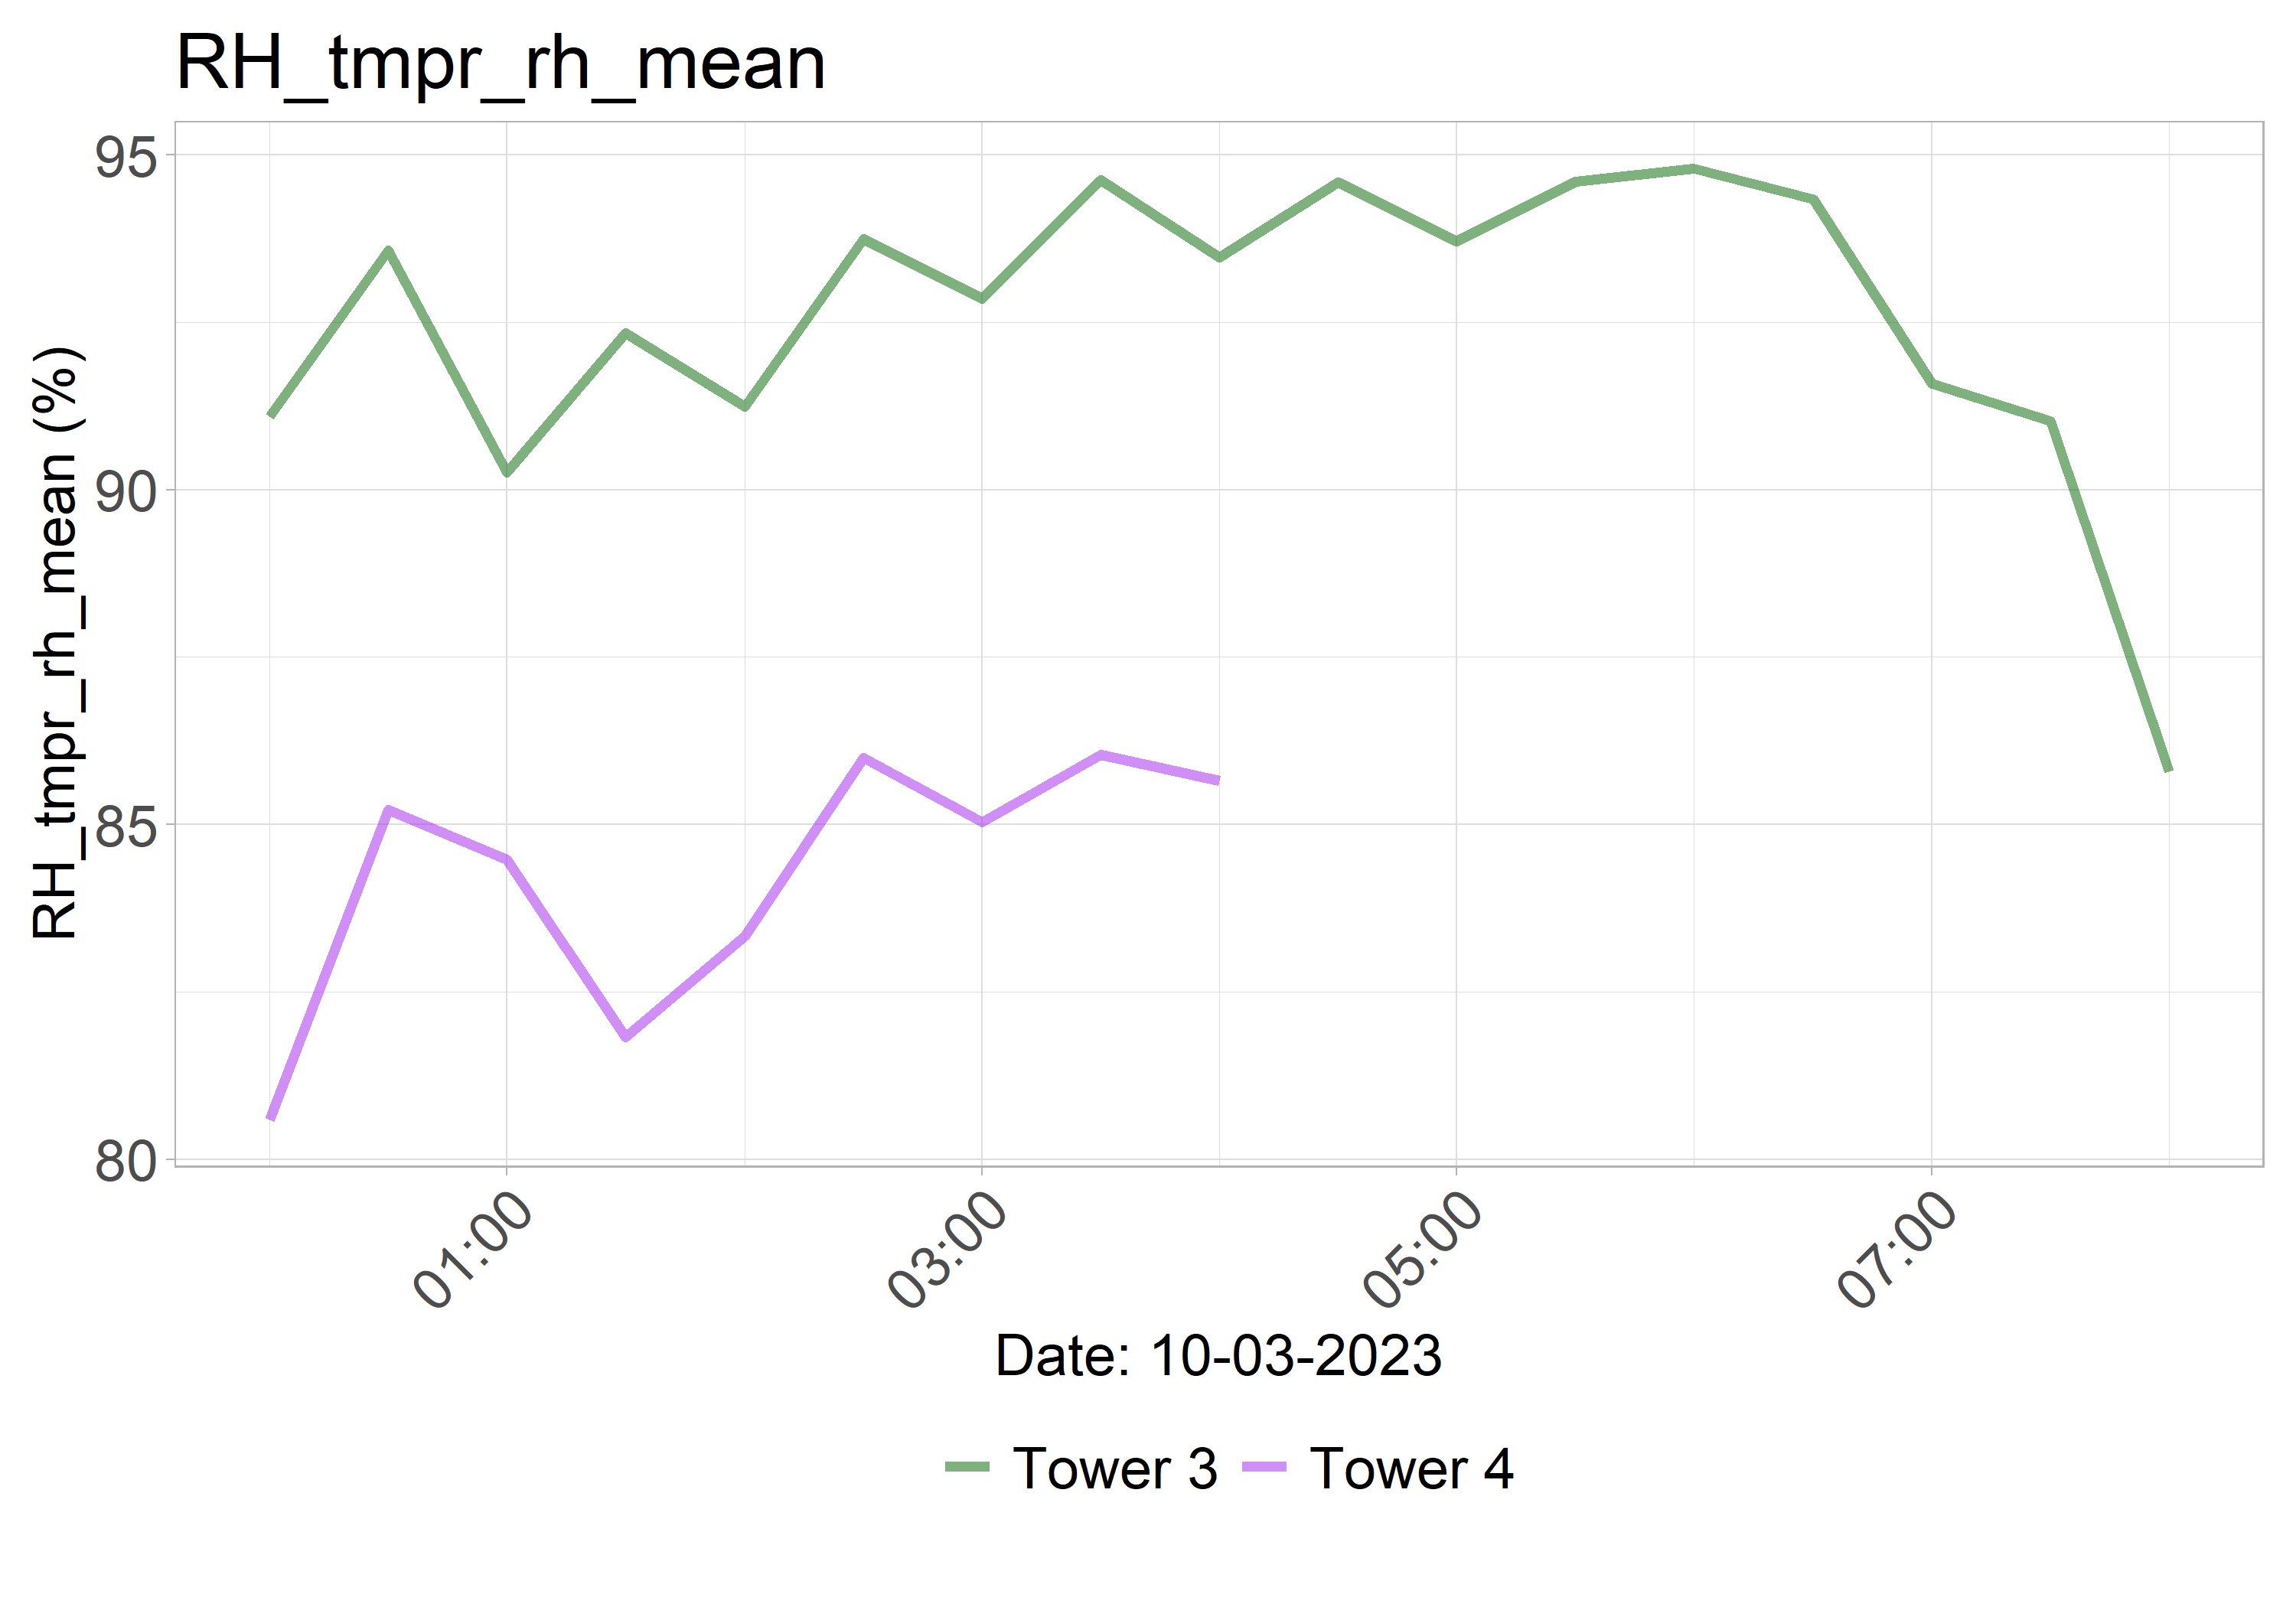 RH_tmpr_rh_mean
RH_tmpr_rh_mean (%)
95
90
85
80
01:00
03:00
05:00
07:00
Date: 10-03-2023
Tower 3
Tower 4